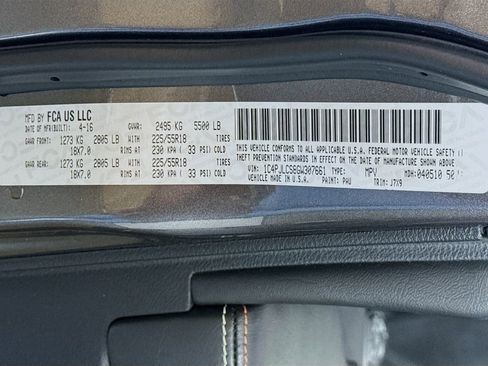 MFD BY FCA US LLC
DATE OF MFR(BUILT): 4-16 GVWR: 2495 KG 5500 LB
GAWR FRONT: 1273 KG 2805 LB WITH 225/55R18 TIRES
18X7.0 RIMS AT 230 KPA ( 33 PSI) COLD
GAWR REAR: 1273 KG 2805 LB WITH 225/55R18 TIRES
18X7.0 RIMS AT 230 KPA ( 33 PSI) COLD
THIS VEHICLE CONFORMS TO ALL APPLICABLE U.S.A. FEDERAL MOTOR VEHICLE SAFETY
THEFT PREVENTION STANDARDS IN EFFECT ON THE DATE OF MANUFACTURE SHOWN ABOVE
VIN: 1C4PJLCS8GW307661 TYPE: MPV MDH: 040510 50
VEHICLE MADE IN U.S.A. PAINT: PAU TRIM: J7X9